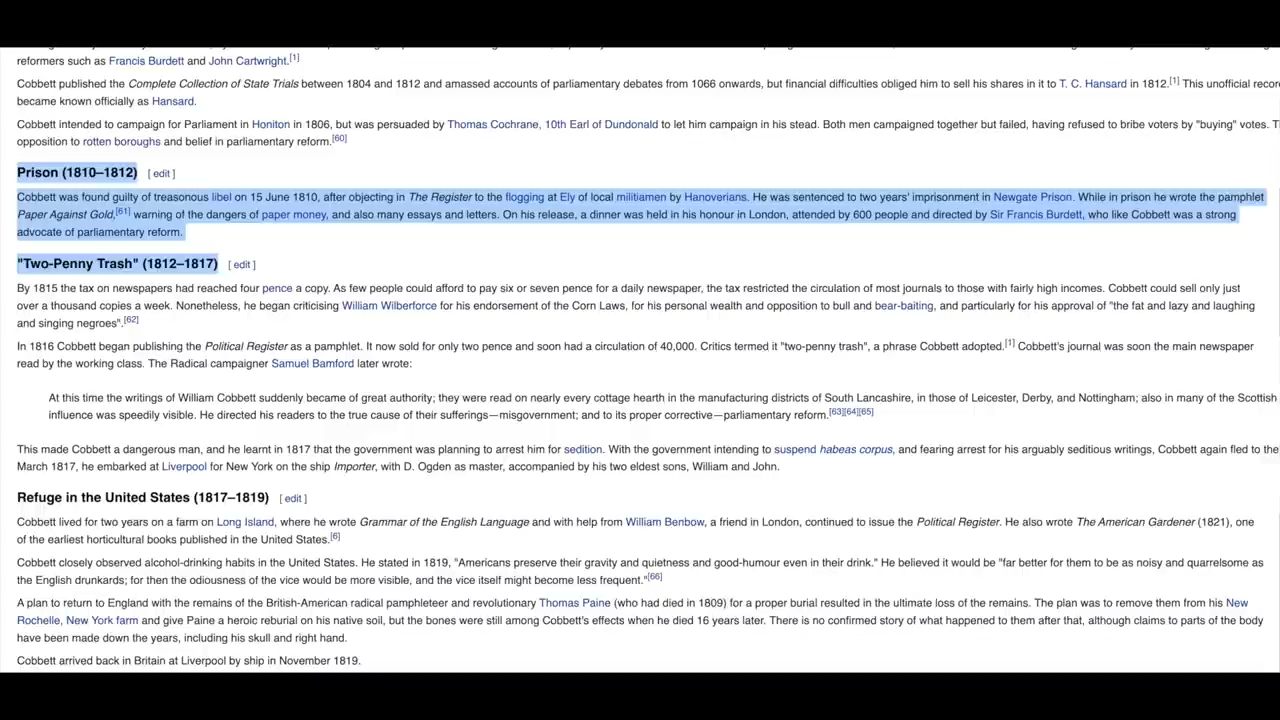 reformers such as Francis Burdett and John Cartwright.[1]
Cobbett published the Complete Collection of State Trials between 1804 and 1812 and amassed accounts of parliamentary debates from 1066 onwards, but financial difficulties obliged him to sell his shares in it to T. C. Hansard in 1812.[1] This unofficial recor
became known officially as Hansard.
Cobbett intended to campaign for Parliament in Honiton in 1806, but was persuaded by Thomas Cochrane, 10th Earl of Dundonald to let him campaign in his stead. Both men campaigned together but failed, having refused to bribe voters by "buying" votes. T
opposition to rotten boroughs and belief in parliamentary reform.[60]
Prison (1810–1812) [ edit ]
Cobbett was found guilty of treasonous libel on 15 June 1810, after objecting in The Register to the flogging at Ely of local militiamen by Hanoverians. He was sentenced to two years' imprisonment in Newgate Prison. While in prison he wrote the pamphlet
Paper Against Gold,[61] warning of the dangers of paper money, and also many essays and letters. On his release, a dinner was held in his honour in London, attended by 600 people and directed by Sir Francis Burdett, who like Cobbett was a strong
advocate of parliamentary reform.
"Two-Penny Trash" (1812–1817) [ edit ]
By 1815 the tax on newspapers had reached four pence a copy. As few people could afford to pay six or seven pence for a daily newspaper, the tax restricted the circulation of most journals to those with fairly high incomes. Cobbett could sell only just
over a thousand copies a week. Nonetheless, he began criticising William Wilberforce for his endorsement of the Corn Laws, for his personal wealth and opposition to bull and bear-baiting, and particularly for his approval of "the fat and lazy and laughing
and singing negroes".[62]
In 1816 Cobbett began publishing the Political Register as a pamphlet. It now sold for only two pence and soon had a circulation of 40,000. Critics termed it "two-penny trash", a phrase Cobbett adopted.[1] Cobbett's journal was soon the main newspaper
read by the working class. The Radical campaigner Samuel Bamford later wrote:
At this time the writings of William Cobbett suddenly became of great authority; they were read on nearly every cottage hearth in the manufacturing districts of South Lancashire, in those of Leicester, Derby, and Nottingham; also in many of the Scottish
influence was speedily visible. He directed his readers to the true cause of their sufferings—misgovernment; and to its proper corrective—parliamentary reform.[63][64][65]
This made Cobbett a dangerous man, and he learnt in 1817 that the government was planning to arrest him for sedition. With the government intending to suspend habeas corpus, and fearing arrest for his arguably seditious writings, Cobbett again fled to the
March 1817, he embarked at Liverpool for New York on the ship Importer, with D. Ogden as master, accompanied by his two eldest sons, William and John.
Refuge in the United States (1817–1819) [ edit ]
Cobbett lived for two years on a farm on Long Island, where he wrote Grammar of the English Language and with help from William Benbow, a friend in London, continued to issue the Political Register. He also wrote The American Gardener (1821), one
of the earliest horticultural books published in the United States.[6]
Cobbett closely observed alcohol-drinking habits in the United States. He stated in 1819, "Americans preserve their gravity and quietness and good-humour even in their drink." He believed it would be "far better for them to be as noisy and quarrelsome as
the English drunkards; for then the odiousness of the vice would be more visible, and the vice itself might become less frequent."[66]
A plan to return to England with the remains of the British-American radical pamphleteer and revolutionary Thomas Paine (who had died in 1809) for a proper burial resulted in the ultimate loss of the remains. The plan was to remove them from his New
Rochelle, New York farm and give Paine a heroic reburial on his native soil, but the bones were still among Cobbett's effects when he died 16 years later. There is no confirmed story of what happened to them after that, although claims to parts of the body
have been made down the years, including his skull and right hand.
Cobbett arrived back in Britain at Liverpool by ship in November 1819.